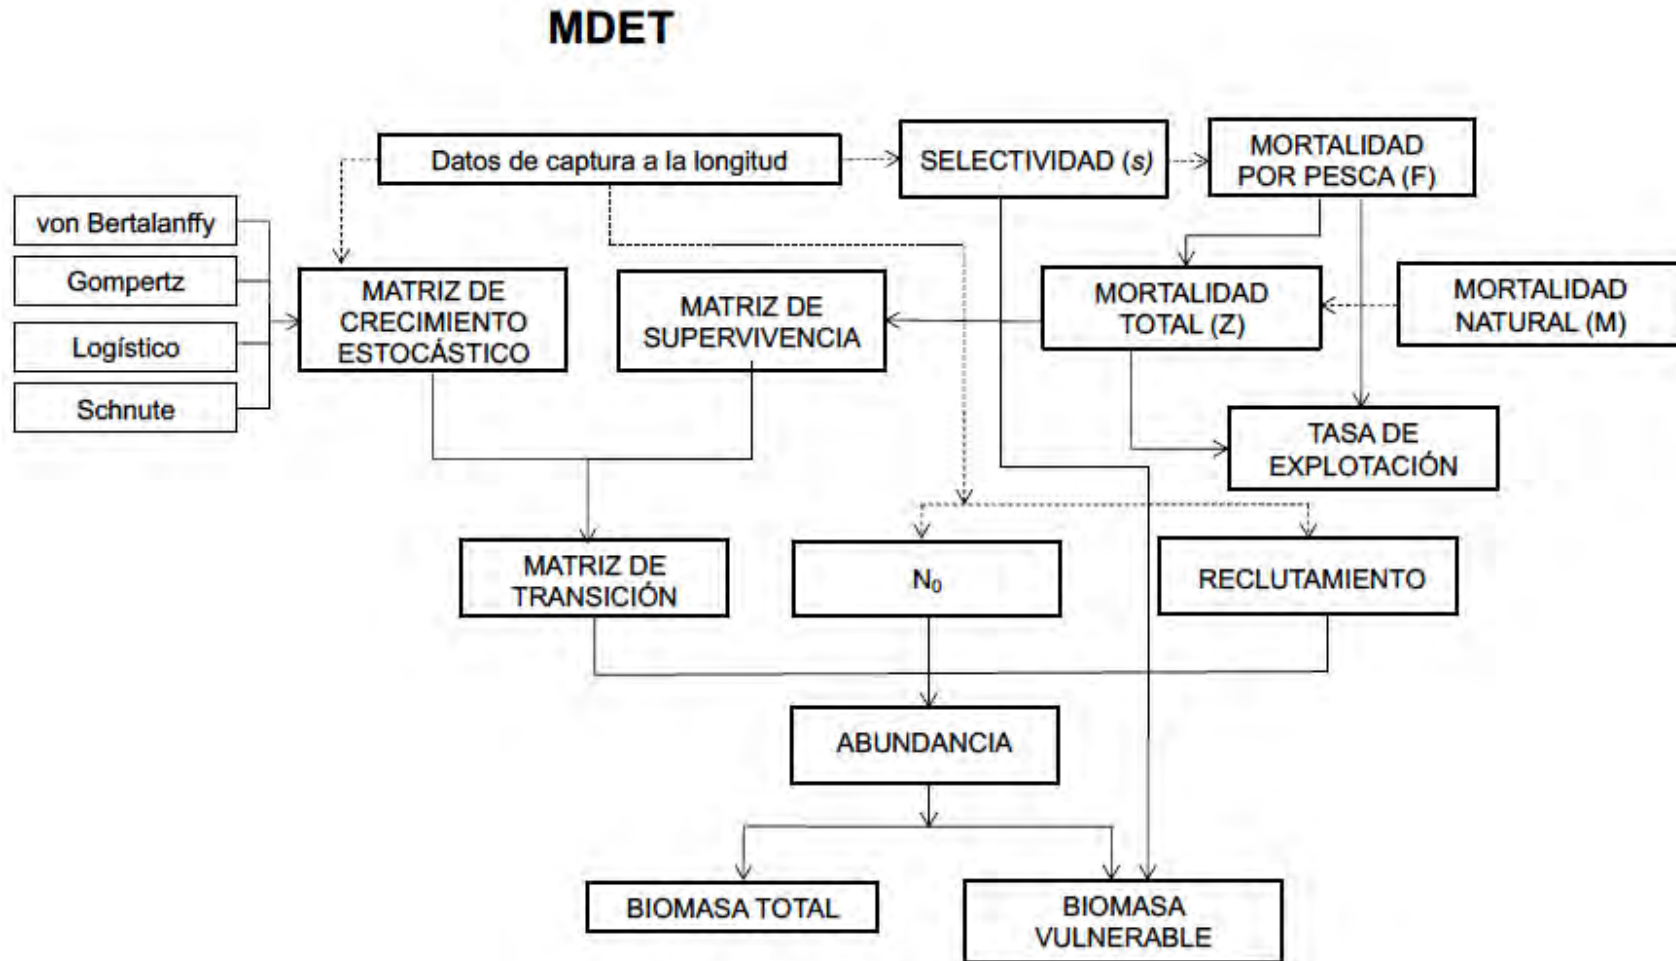 MDET
Datos de captura a la longitud
SELECTIVIDAD (s)
MORTALIDAD
POR PESCA (F)
von Bertalanffy
Gompertz
Logístico
Schnute
MATRIZ DE
CRECIMIENTO
ESTOCÁSTICO
MATRIZ DE
SUPERVIVENCIA
MORTALIDAD
TOTAL (Z)
MORTALIDAD
NATURAL (M)
TASA DE
EXPLOTACIÓN
MATRIZ DE
TRANSICIÓN
N₀
RECLUTAMIENTO
ABUNDANCIA
BIOMASA TOTAL
BIOMASA
VULNERABLE